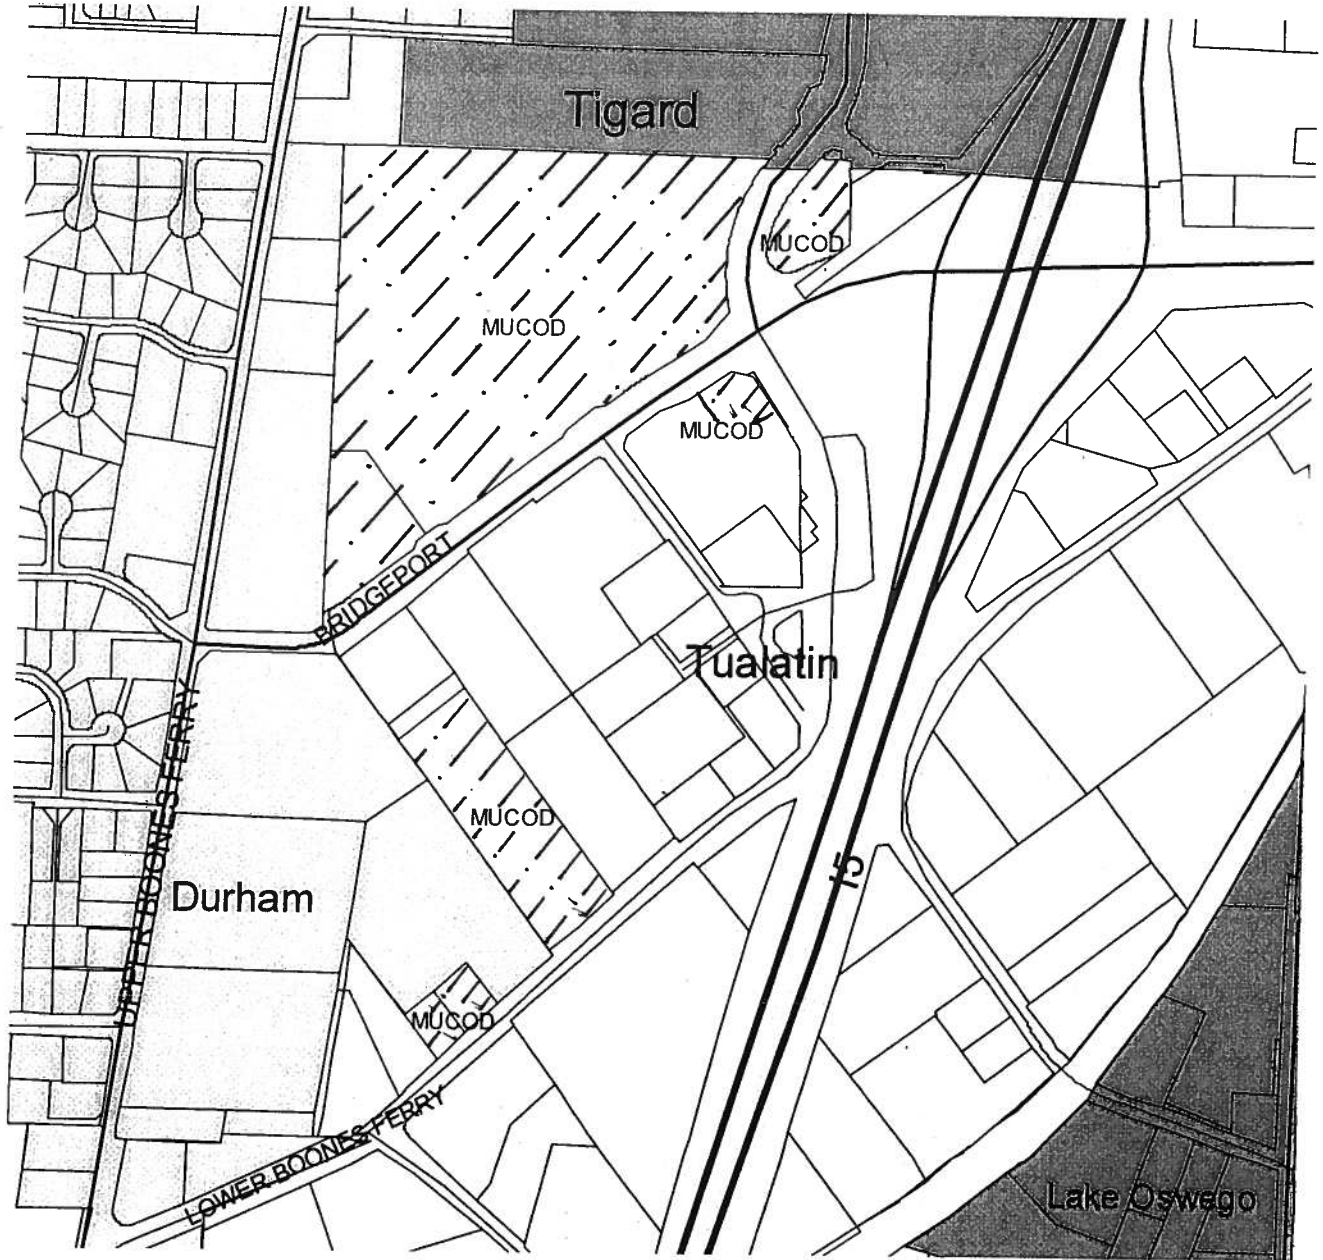 Tigard
MUCOD
MUCOD
MUCOD
BRIDGEPORT
Tualatin
UPPER BOONES FERRY
MUCOD
I5
Durham
MUCOD
LOWER BOONES FERRY
Lake Oswego